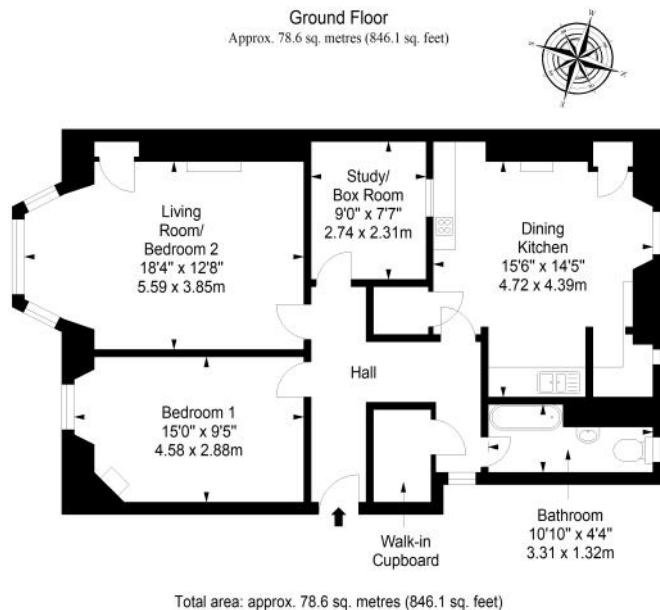 Ground Floor
Approx. 78.6 sq. metres (846.1 sq. feet)
W
S
N
E
Living
Room/
Bedroom 2
18'4" x 12'8"
5.59 x 3.85m
Study/
Box Room
9'0" x 7'7"
2.74 x 2.31m
Dining
Kitchen
15'6" x 14'5"
4.72 x 4.39m
Hall
Bedroom 1
15'0" x 9'5"
4.58 x 2.88m
Walk-in
Cupboard
Bathroom
10'10" x 4'4"
3.31 x 1.32m
Total area: approx. 78.6 sq. metres (846.1 sq. feet)